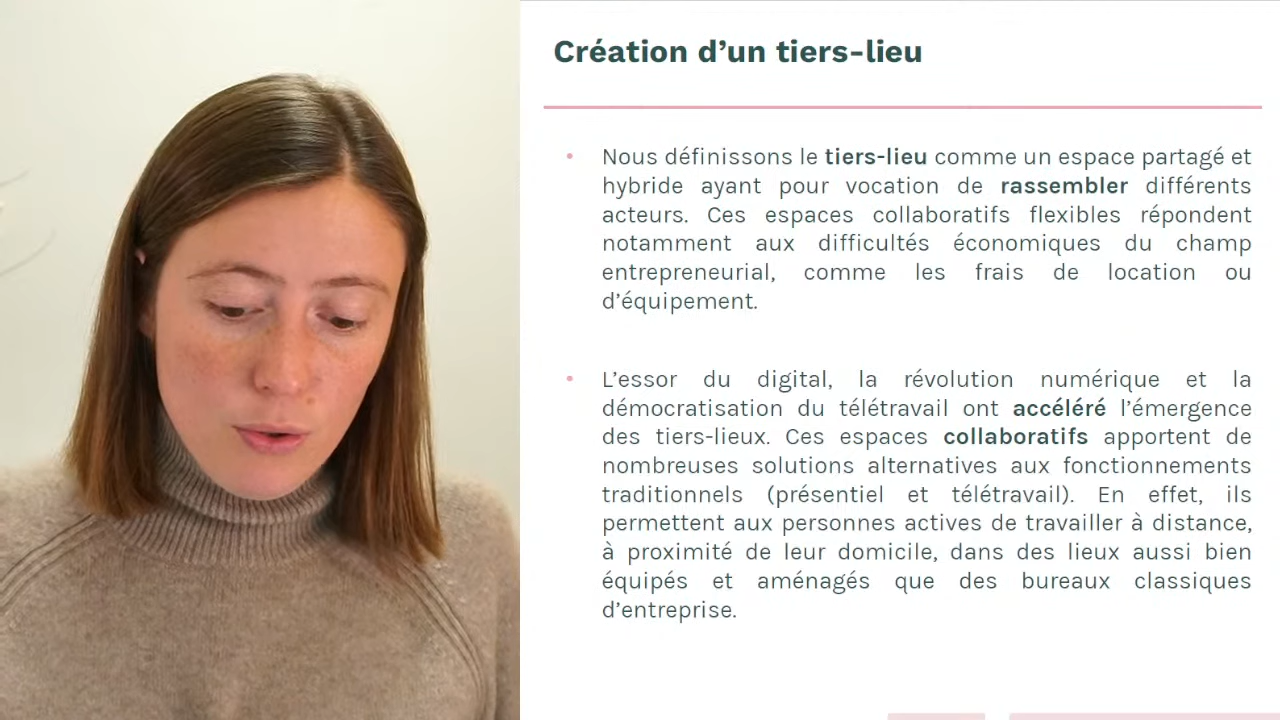 Création d’un tiers-lieu
• Nous définissons le tiers-lieu comme un espace partagé et
hybride ayant pour vocation de rassembler différents
acteurs. Ces espaces collaboratifs flexibles répondent
notamment aux difficultés économiques du champ
entrepreneurial, comme les frais de location ou
d’équipement.
• L’essor du digital, la révolution numérique et la
démocratisation du télétravail ont accéléré l’émergence
des tiers-lieux. Ces espaces collaboratifs apportent de
nombreuses solutions alternatives aux fonctionnements
traditionnels (présentiel et télétravail). En effet, ils
permettent aux personnes actives de travailler à distance,
à proximité de leur domicile, dans des lieux aussi bien
équipés et aménagés que des bureaux classiques
d’entreprise.